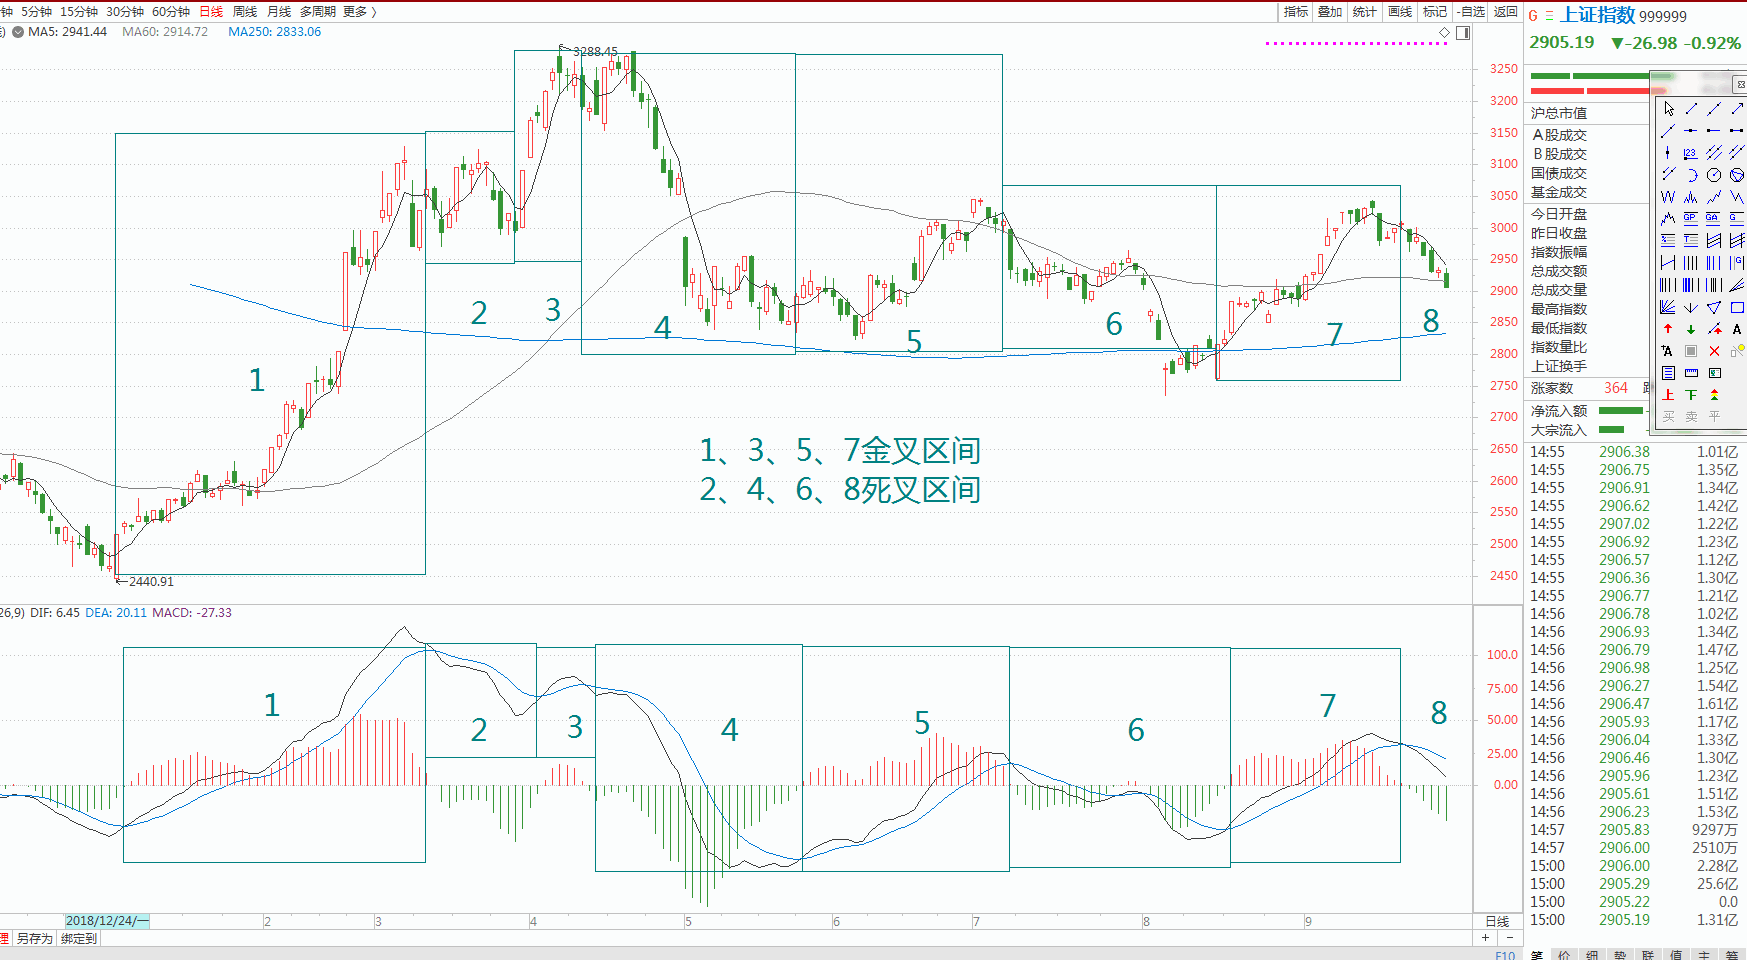 钟 5分钟 15分钟 30分钟 60分钟 日线 周线 月线 多周期 更多 〉
指标 叠加 统计 画线 标记 -自选 返回
MA5: 2941.44 MA60: 2914.72 MA250: 2833.06
G 上证指数 999999
2905.19 ▼-26.98 -0.92%
3288.45
3250
3200
3150
3100
3050
3000
2950
2900
2850
2800
2750
2700
2650
2600
2550
2500
2450
1
2
3
4
5
6
7
8
1、3、5、7金叉区间
2、4、6、8死叉区间
2440.91
26,9) DIF: 6.45 DEA: 20.11 MACD: -27.33
100.0
75.00
50.00
25.00
0.00
1
2
3
4
5
6
7
8
2018/12/24/一 2 3 4 5 6 7 8 9 日线
理 另存为 绑定到
+ -
F10
沪总市值
A股成交
B股成交
国债成交
基金成交
今日开盘
昨日收盘
指数振幅
总成交额
总成交量
最高指数
最低指数
指数量比
上证换手
涨家数 364
净流入额
大宗流入
123
GP GA G
G
A
A
上 下
买 卖 平
14:55 2906.38 1.01亿
14:55 2906.75 1.35亿
14:55 2906.91 1.34亿
14:55 2906.62 1.42亿
14:55 2907.02 1.22亿
14:55 2906.92 1.23亿
14:55 2906.57 1.12亿
14:55 2906.36 1.30亿
14:55 2906.77 1.21亿
14:56 2906.78 1.02亿
14:56 2906.93 1.34亿
14:56 2906.79 1.47亿
14:56 2906.98 1.25亿
14:56 2906.27 1.54亿
14:56 2906.47 1.61亿
14:56 2905.93 1.17亿
14:56 2906.04 1.33亿
14:56 2906.46 1.30亿
14:56 2905.96 1.23亿
14:56 2905.61 1.51亿
14:56 2906.23 1.53亿
14:57 2905.83 9297万
14:57 2906.00 2510万
15:00 2906.00 2.28亿
15:00 2905.29 25.6亿
15:00 2905.22 0.0
15:00 2905.19 1.31亿
笔 价 细 势 联 值 主 筹